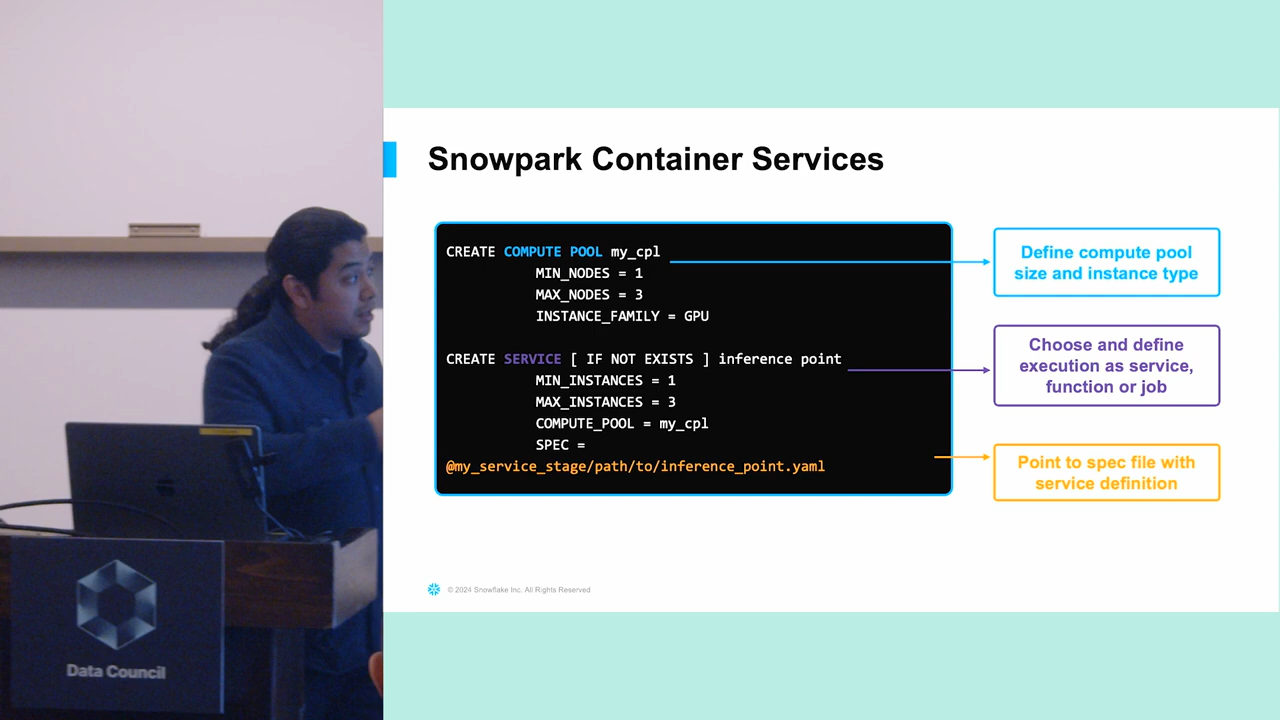 Snowpark Container Services
CREATE COMPUTE POOL my_cpl
MIN_NODES = 1
MAX_NODES = 3
INSTANCE_FAMILY = GPU
CREATE SERVICE [ IF NOT EXISTS ] inference point
MIN_INSTANCES = 1
MAX_INSTANCES = 3
COMPUTE_POOL = my_cpl
SPEC =
@my_service_stage/path/to/inference_point.yaml
Define compute pool
size and instance type
Choose and define
execution as service,
function or job
Point to spec file with
service definition
© 2024 Snowflake Inc. All Rights Reserved
Data Council